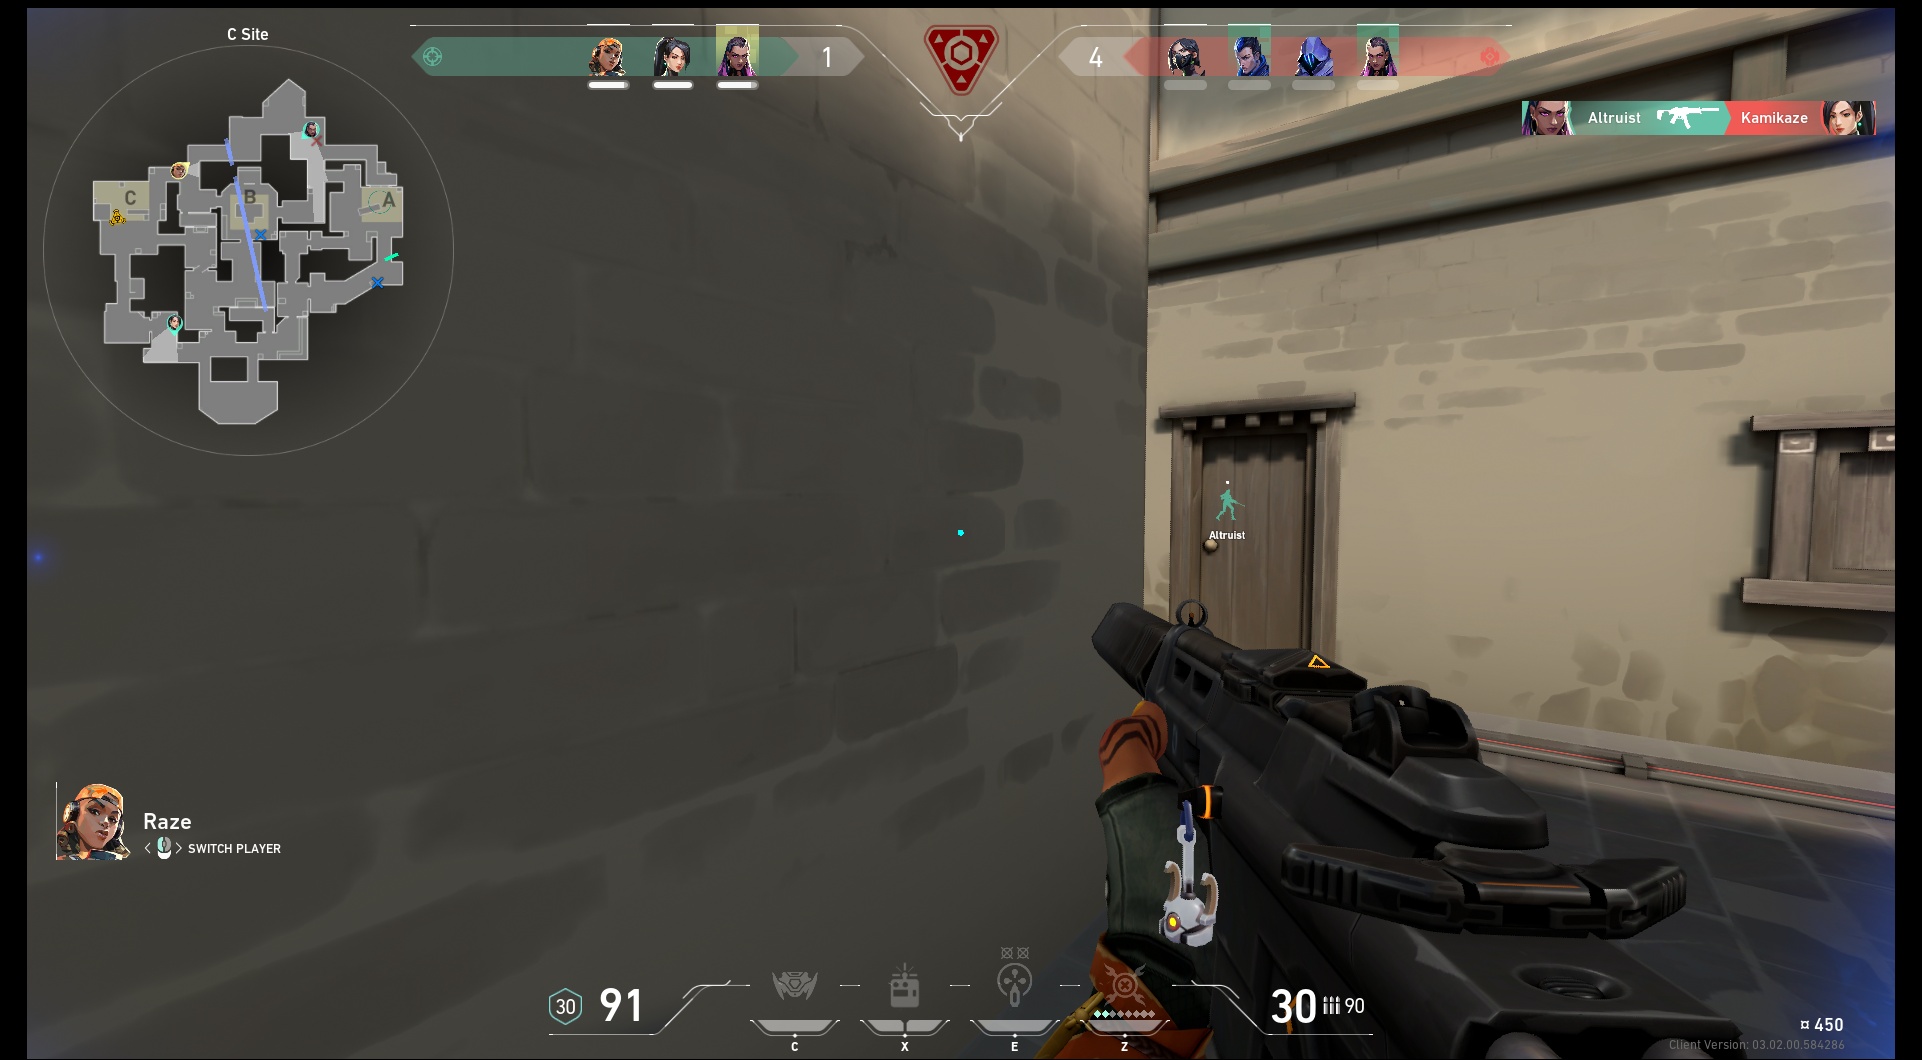 C Site
1
4
Altruist
Kamikaze
C
B
A
Altruist
Raze
< > SWITCH PLAYER
30
91
30
90
C
X
E
Z
¤ 450
Client Version: 03.02.00.584286